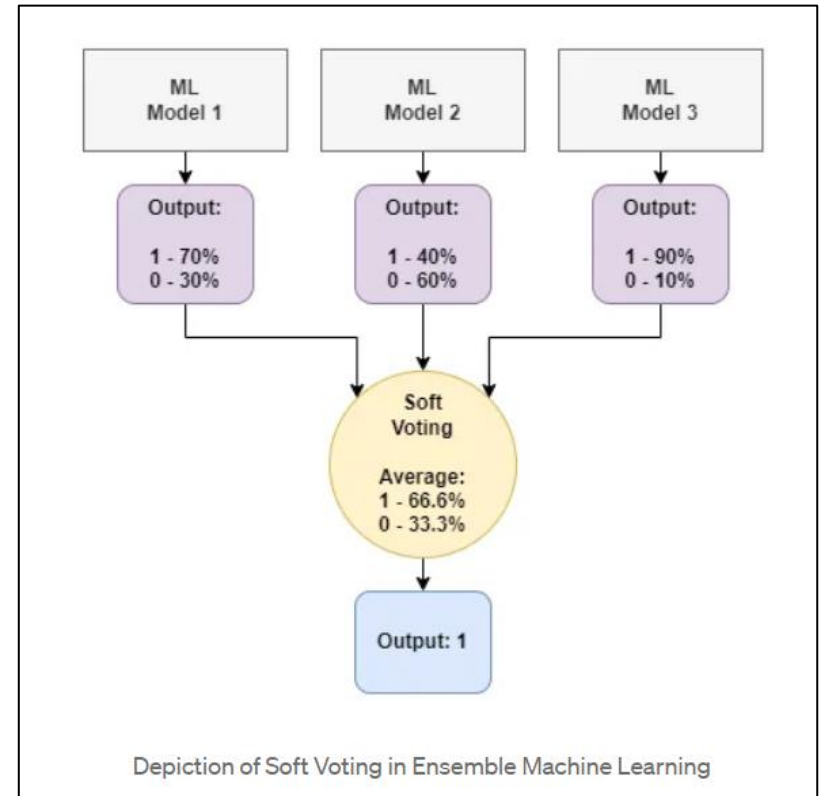 ML
Model 1
ML
Model 2
ML
Model 3
Output:
1 - 70%
0 - 30%
Output:
1 - 40%
0 - 60%
Output:
1 - 90%
0 - 10%
Soft
Voting
Average:
1 - 66.6%
0 - 33.3%
Output: 1
Depiction of Soft Voting in Ensemble Machine Learning